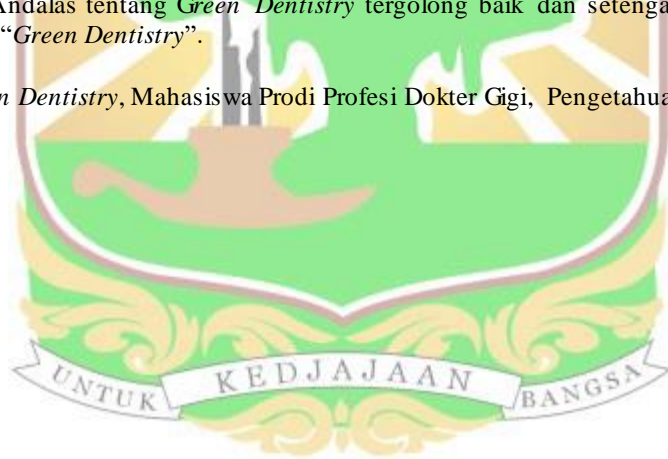 Andalas tentang Green Dentistry tergolong baik dan setenga
"Green Dentistry".
n Dentistry, Mahasiswa Prodi Profesi Dokter Gigi, Pengetahua
UNTUK KEDJAJAAN BANGSA